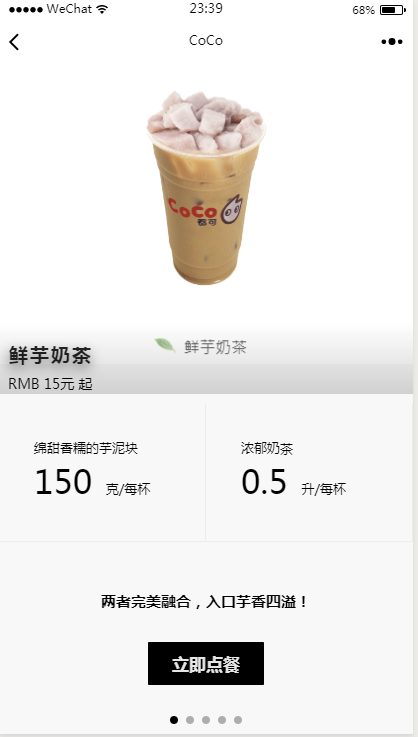 ●●●●● WeChat 23:39 68%
CoCo
CoCo
都可
鲜芋奶茶
鲜芋奶茶
RMB 15元 起
绵甜香糯的芋泥块 浓郁奶茶
150 克/每杯 0.5 升/每杯
两者完美融合，入口芋香四溢！
立即点餐